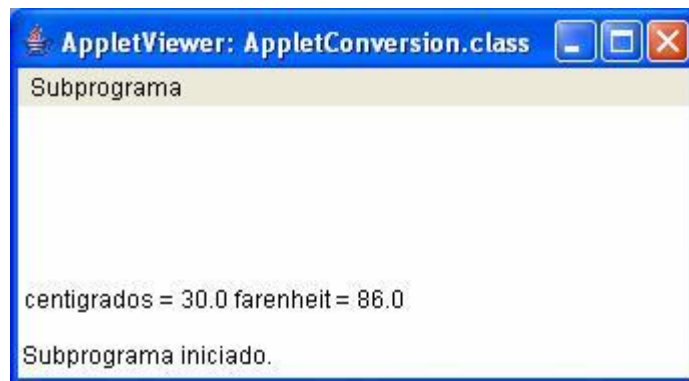 AppletViewer: AppletConversion.class
Subprograma
centigrados = 30.0 farenheit = 86.0
Subprograma iniciado.